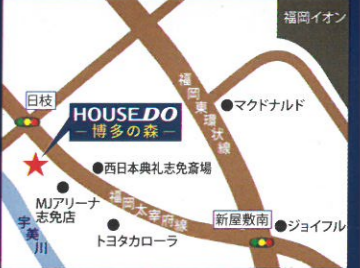 福岡イオン
日枝
HOUSEDO
－博多の森－
福岡東環状線
マクドナルド
西日本典礼志免斎場
MJアリーナ
志免店
福岡太宰府線
宇美川
トヨタカローラ
新屋敷南
ジョイフル